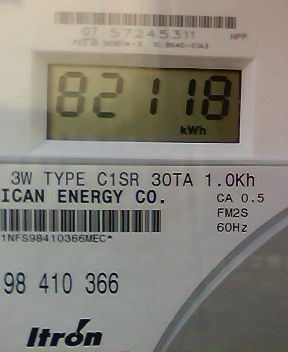 07 57245311
HPP
82118
kWh
3W TYPE C1SR 30TA 1.0Kh
ICAN ENERGY CO.
CA 0.5
FM2S
60Hz
1NFS98410366MEC*
98 410 366
Itron